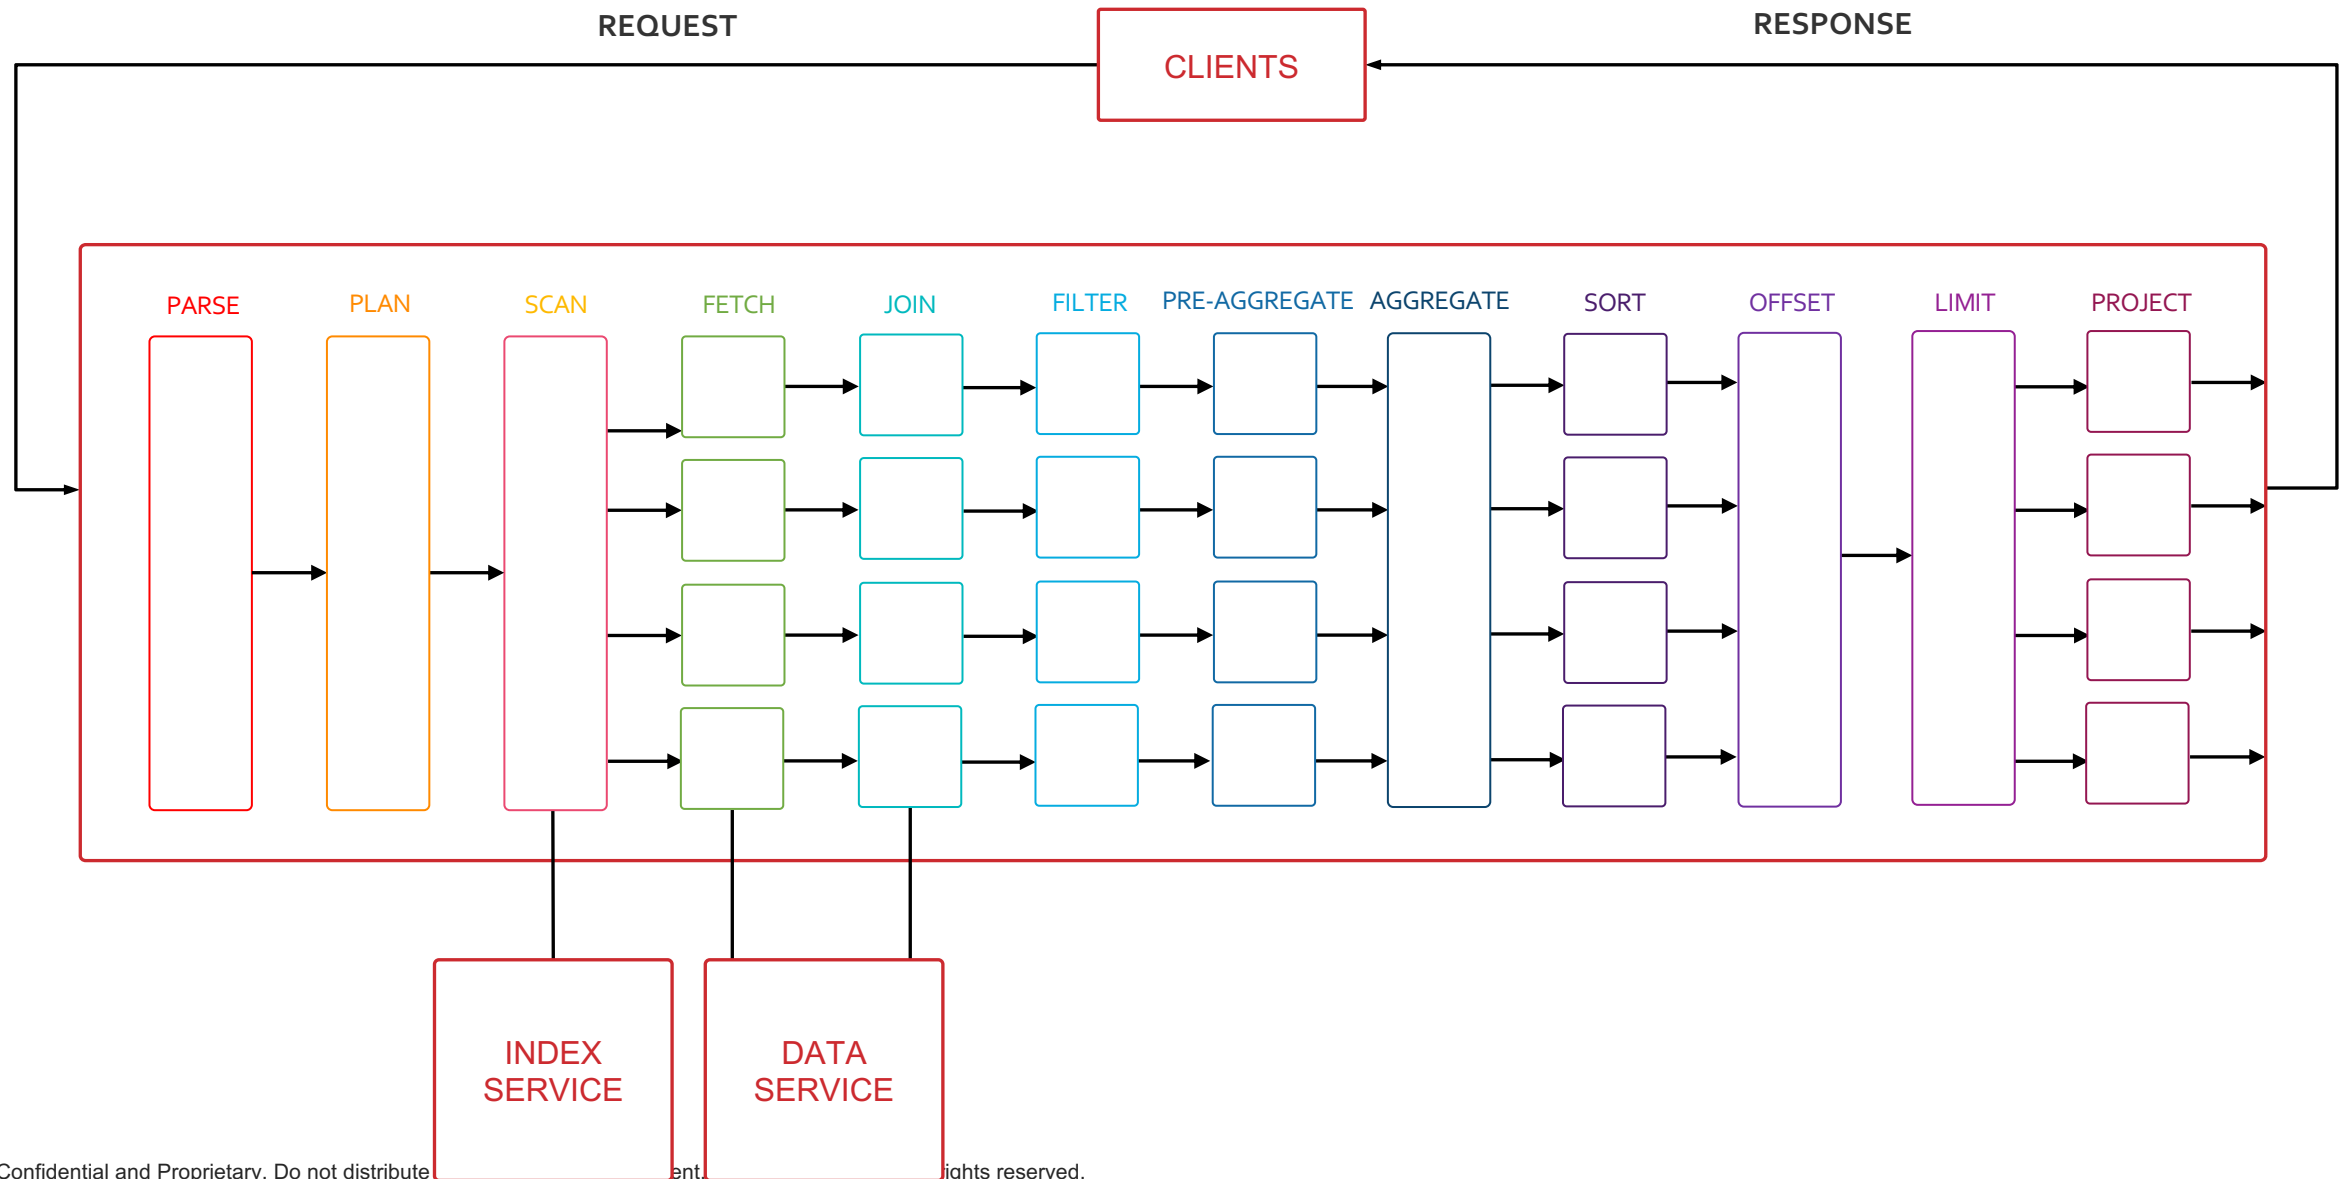 REQUEST
CLIENTS
RESPONSE
PARSE
PLAN
SCAN
FETCH
JOIN
FILTER
PRE-AGGREGATE
AGGREGATE
SORT
OFFSET
LIMIT
PROJECT
INDEX
SERVICE
DATA
SERVICE
Confidential and Proprietary. Do not distribute